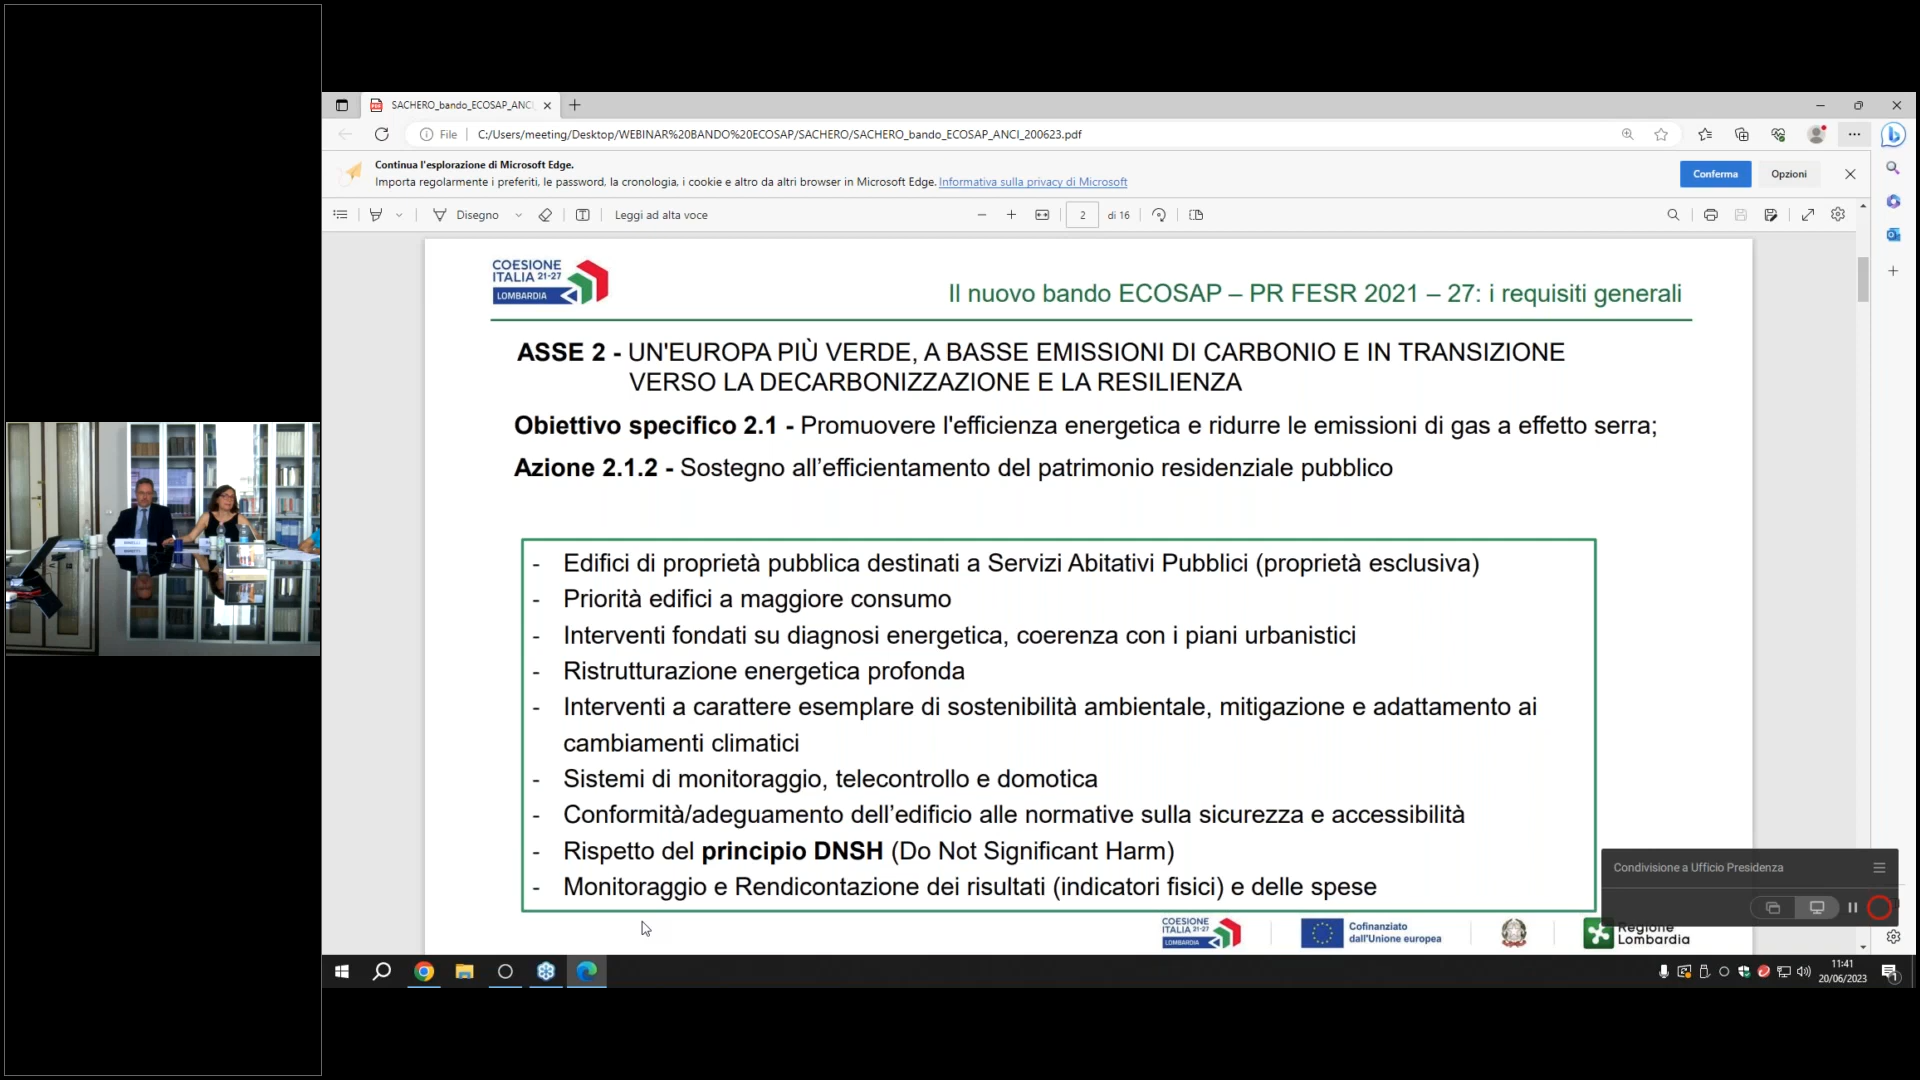 SACHERO_bando_ECOSAP_ANCI
File
C:/Users/meeting/Desktop/WEBINAR%20BANDO%20ECOSAP/SACHERO/SACHERO_bando_ECOSAP_ANCI_200623.pdf
Continua l'esplorazione di Microsoft Edge.
Importa regolarmente i preferiti, le password, la cronologia, i cookie e altro da altri browser in Microsoft Edge. Informativa sulla privacy di Microsoft
Conferma
Opzioni
Disegno
Leggi ad alta voce
2
di 16
COESIONE
ITALIA 21-27
LOMBARDIA
Il nuovo bando ECOSAP – PR FESR 2021 – 27: i requisiti generali
ASSE 2 - UN'EUROPA PIÙ VERDE, A BASSE EMISSIONI DI CARBONIO E IN TRANSIZIONE
VERSO LA DECARBONIZZAZIONE E LA RESILIENZA
Obiettivo specifico 2.1 - Promuovere l'efficienza energetica e ridurre le emissioni di gas a effetto serra;
Azione 2.1.2 - Sostegno all’efficientamento del patrimonio residenziale pubblico
- Edifici di proprietà pubblica destinati a Servizi Abitativi Pubblici (proprietà esclusiva)
- Priorità edifici a maggiore consumo
- Interventi fondati su diagnosi energetica, coerenza con i piani urbanistici
- Ristrutturazione energetica profonda
- Interventi a carattere esemplare di sostenibilità ambientale, mitigazione e adattamento ai
cambiamenti climatici
- Sistemi di monitoraggio, telecontrollo e domotica
- Conformità/adeguamento dell’edificio alle normative sulla sicurezza e accessibilità
- Rispetto del principio DNSH (Do Not Significant Harm)
- Monitoraggio e Rendicontazione dei risultati (indicatori fisici) e delle spese
Condivisione a Ufficio Presidenza
COESIONE
ITALIA 21-27
LOMBARDIA
Cofinanziato
dall'Unione europea
Regione
Lombardia
11:41
20/06/2023
1